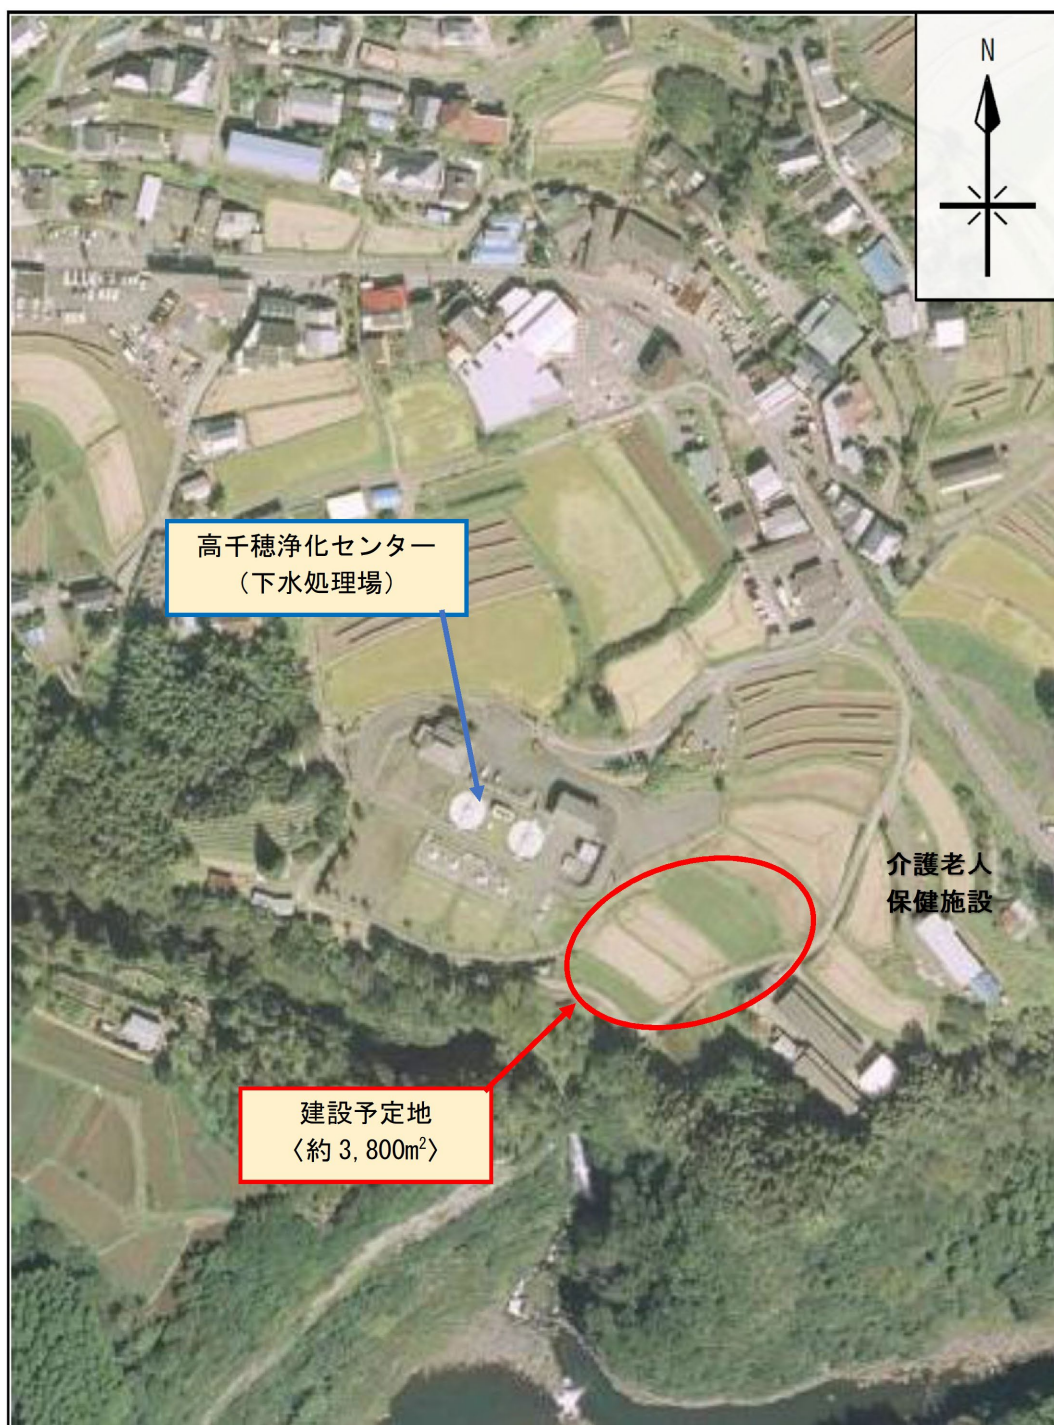 N
高千穂浄化センター
（下水処理場）
介護老人
保健施設
建設予定地
〈約 3,800m²〉